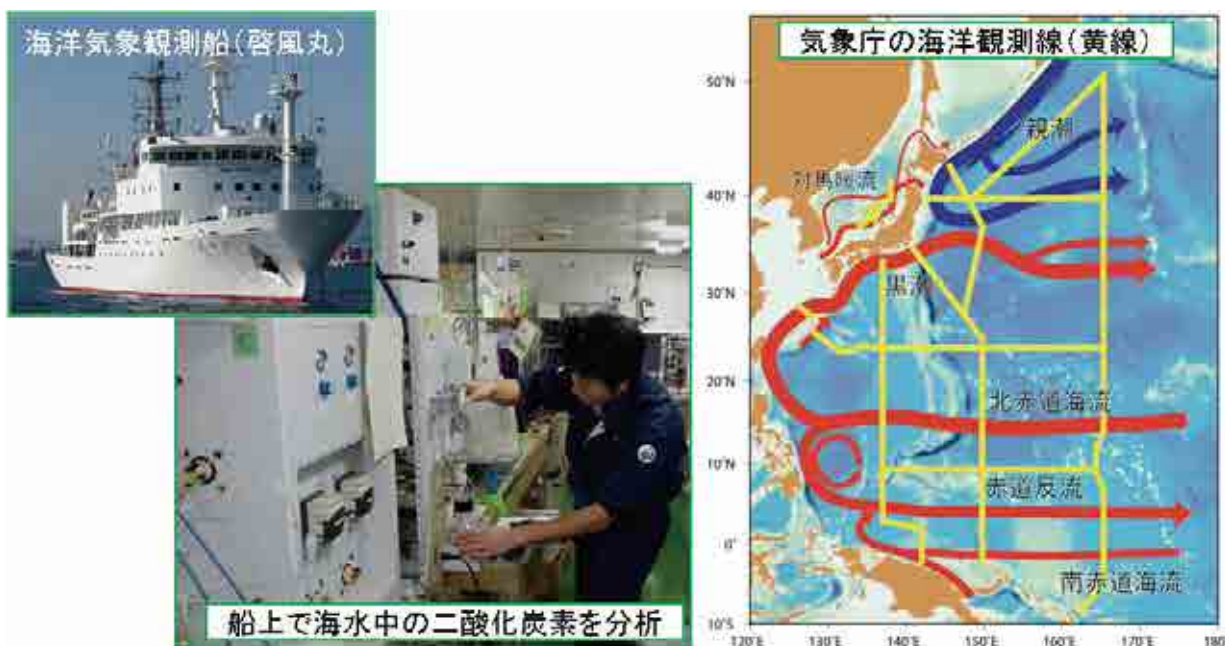 海洋気象観測船(啓風丸)
船上で海水中の二酸化炭素を分析
気象庁の海洋観測線(黄線)
50°N
親潮
対馬暖流
40°N
黒潮
30°N
20°N
北赤道海流
10°N
赤道反流
0°
南赤道海流
10°S
120°E
130°E
140°E
150°E
160°E
170°E
180